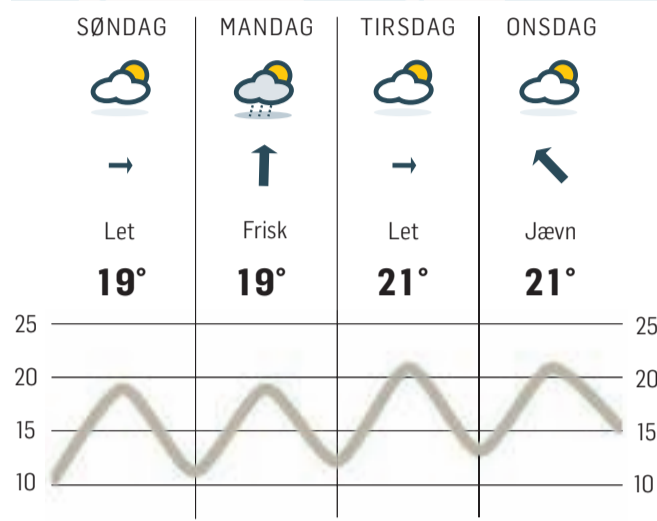 SØNDAG MANDAG TIRSDAG ONSDAG
Let Frisk Let Jævn
19° 19° 21° 21°
25 25
20 20
15 15
10 10